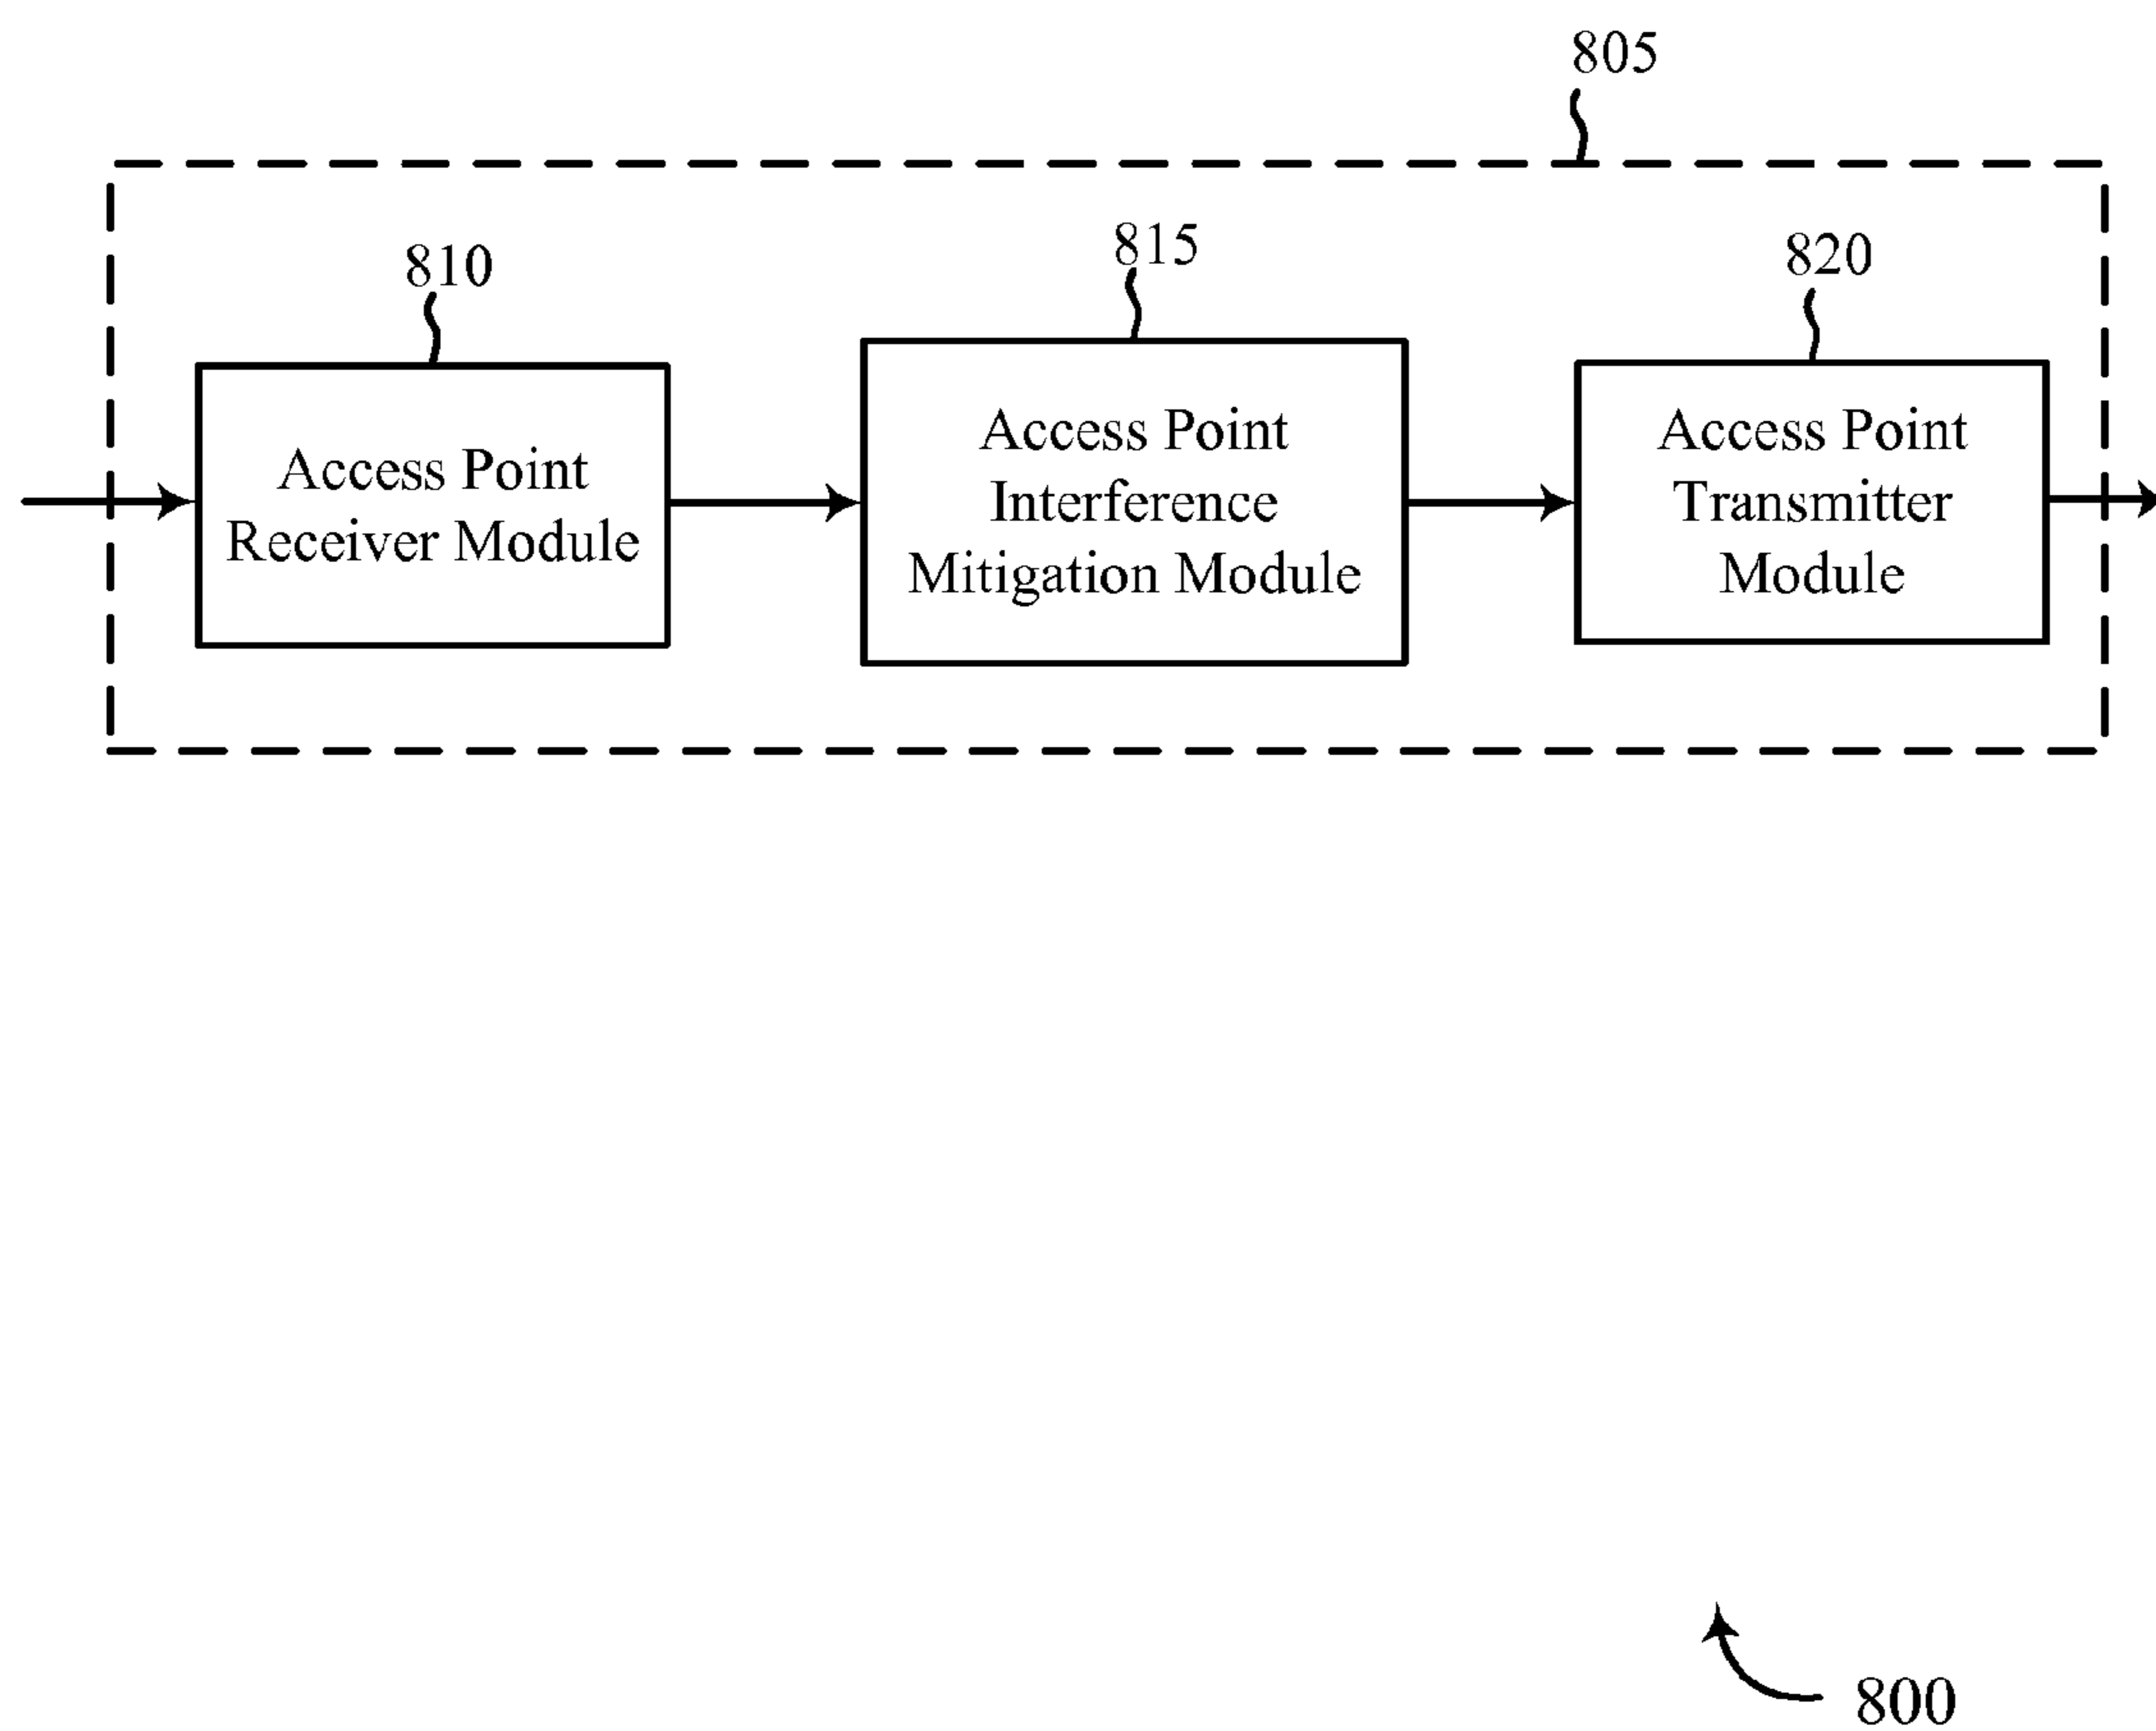 805
810
815
820
Access Point
Receiver Module
Access Point
Interference
Mitigation Module
Access Point
Transmitter
Module
800